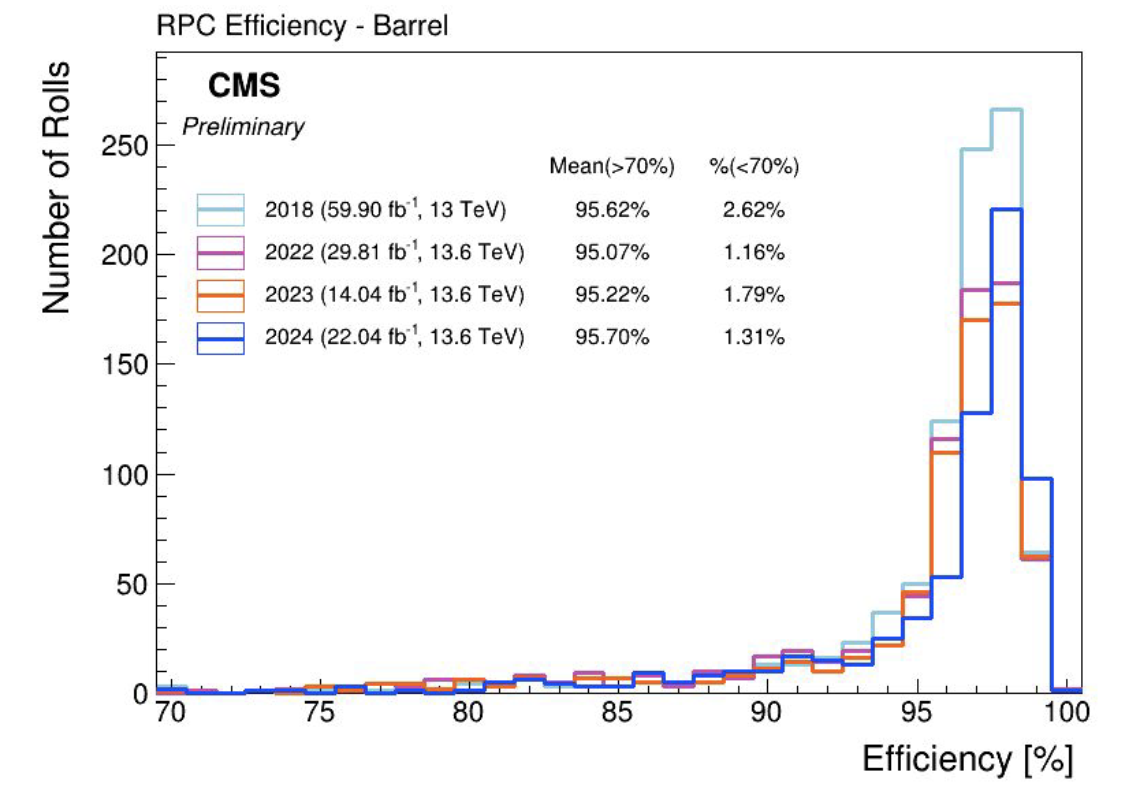 RPC Efficiency - Barrel
CMS
Preliminary
Mean(>70%) %(<70%)
2018 (59.90 fb⁻¹, 13 TeV) 95.62% 2.62%
2022 (29.81 fb⁻¹, 13.6 TeV) 95.07% 1.16%
2023 (14.04 fb⁻¹, 13.6 TeV) 95.22% 1.79%
2024 (22.04 fb⁻¹, 13.6 TeV) 95.70% 1.31%
Number of Rolls
250
200
150
100
50
0
70 75 80 85 90 95 100
Efficiency [%]